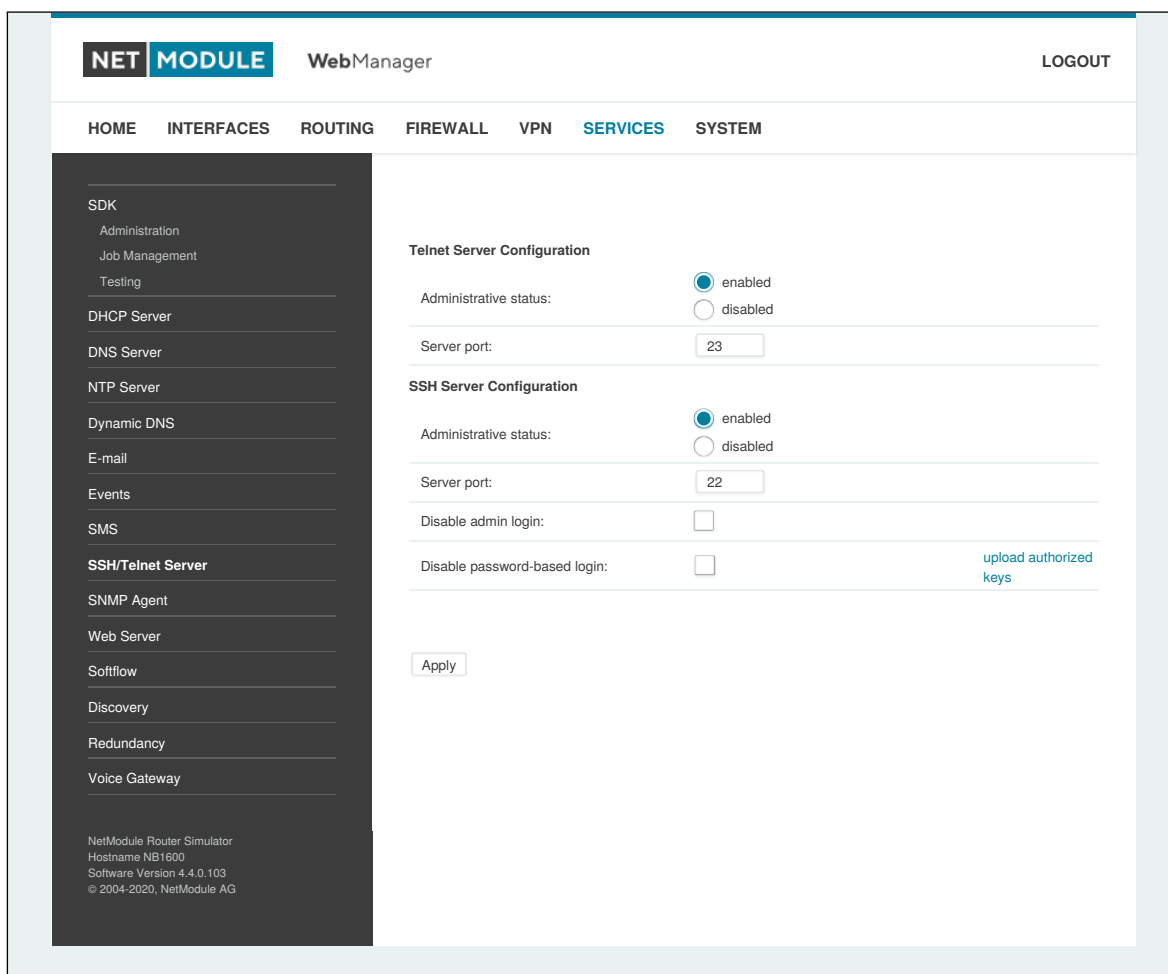 NET MODULE WebManager LOGOUT
HOME INTERFACES ROUTING FIREWALL VPN SERVICES SYSTEM
SDK
Administration
Job Management
Testing
DHCP Server
DNS Server
NTP Server
Dynamic DNS
E-mail
Events
SMS
SSH/Telnet Server
SNMP Agent
Web Server
Softflow
Discovery
Redundancy
Voice Gateway
NetModule Router Simulator
Hostname NB1600
Software Version 4.4.0.103
© 2004-2020, NetModule AG
Telnet Server Configuration
Administrative status:
enabled
disabled
Server port: 23
SSH Server Configuration
Administrative status:
enabled
disabled
Server port: 22
Disable admin login:
Disable password-based login:
upload authorized
keys
Apply